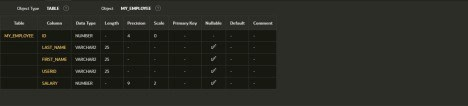 Object Type TABLE Object MY_EMPLOYEE
Table Column Data Type Length Precision Scale Primary Key Nullable Default Comment
MY_EMPLOYEE ID NUMBER - 4 0 - - - -
LAST_NAME VARCHAR2 25 - - - - -
FIRST_NAME VARCHAR2 25 - - - - -
USERID VARCHAR2 25 - - - - -
SALARY NUMBER - 9 2 - - -